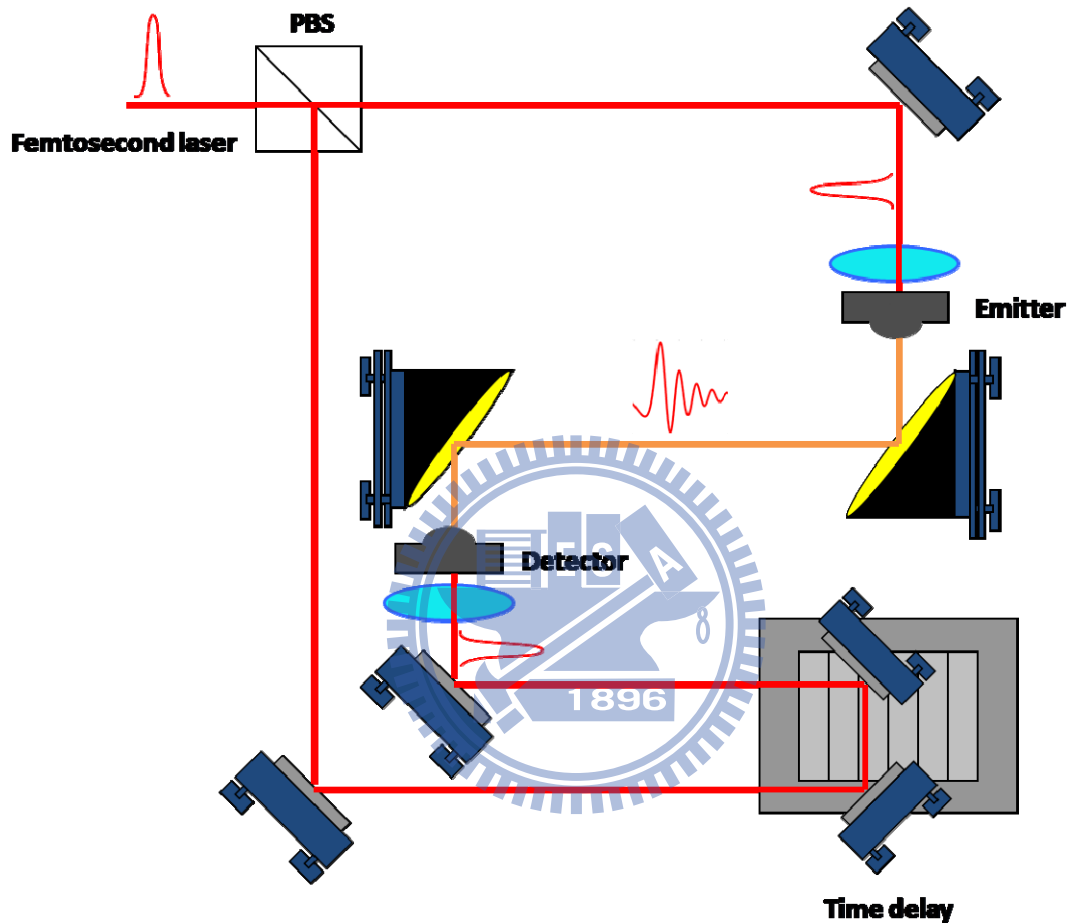 PBS
Femtosecond laser
Emitter
Detector
E S A
1896
Time delay